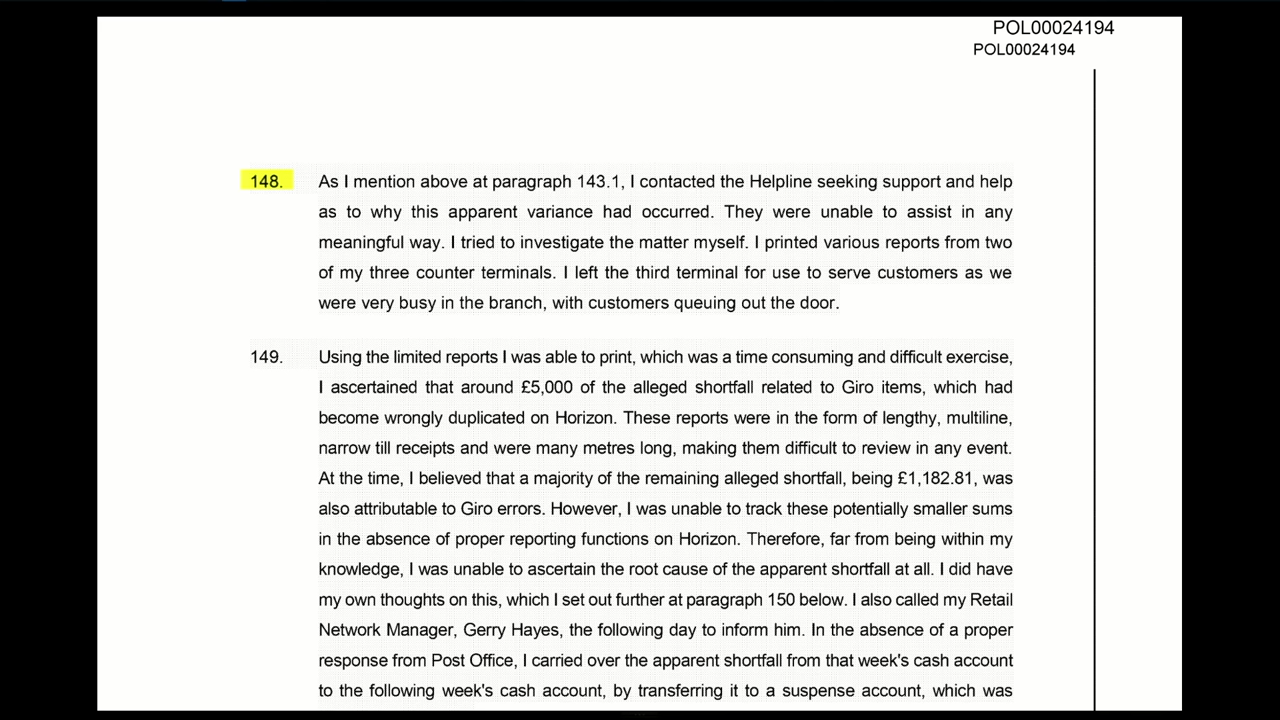 POL00024194
POL00024194
148. As I mention above at paragraph 143.1, I contacted the Helpline seeking support and help
as to why this apparent variance had occurred. They were unable to assist in any
meaningful way. I tried to investigate the matter myself. I printed various reports from two
of my three counter terminals. I left the third terminal for use to serve customers as we
were very busy in the branch, with customers queuing out the door.
149. Using the limited reports I was able to print, which was a time consuming and difficult exercise,
I ascertained that around £5,000 of the alleged shortfall related to Giro items, which had
become wrongly duplicated on Horizon. These reports were in the form of lengthy, multiline,
narrow till receipts and were many metres long, making them difficult to review in any event.
At the time, I believed that a majority of the remaining alleged shortfall, being £1,182.81, was
also attributable to Giro errors. However, I was unable to track these potentially smaller sums
in the absence of proper reporting functions on Horizon. Therefore, far from being within my
knowledge, I was unable to ascertain the root cause of the apparent shortfall at all. I did have
my own thoughts on this, which I set out further at paragraph 150 below. I also called my Retail
Network Manager, Gerry Hayes, the following day to inform him. In the absence of a proper
response from Post Office, I carried over the apparent shortfall from that week's cash account
to the following week's cash account, by transferring it to a suspense account, which was